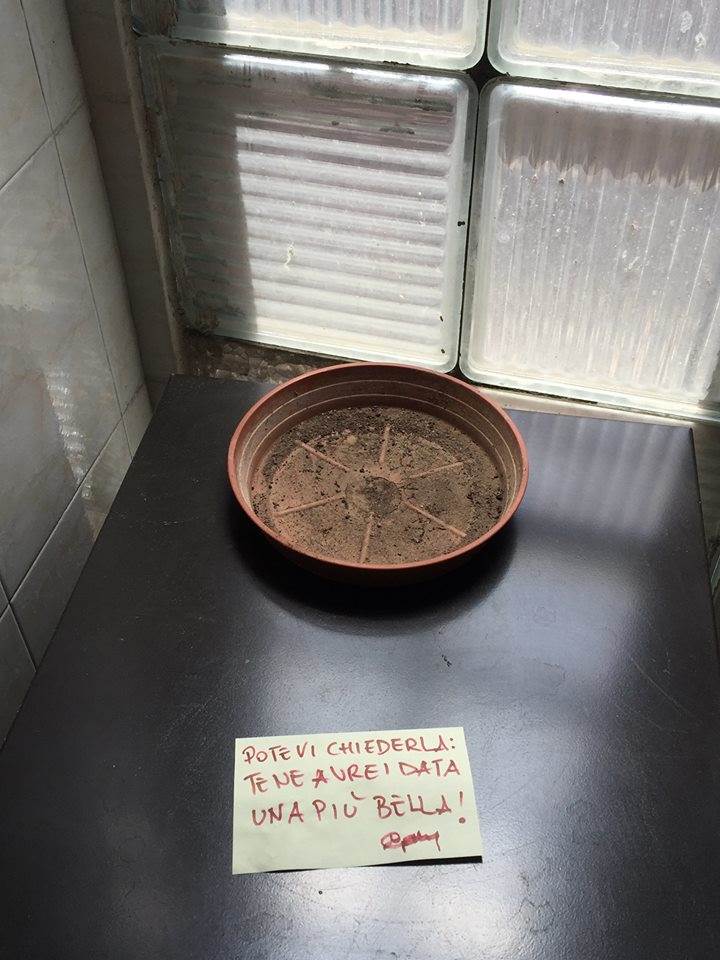 POTEVI CHIEDERLA:
TE NE AVREI DATA
UNA PIÙ BELLA!